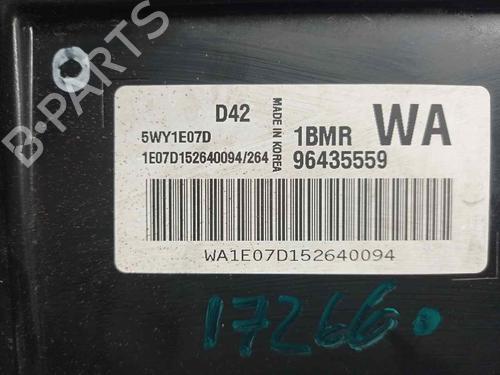 D42
5WY1E07D
1E07D152640094/264
MADE IN KOREA
1BMR WA
96435559
WA1E07D152640094
17266
B-PARTS